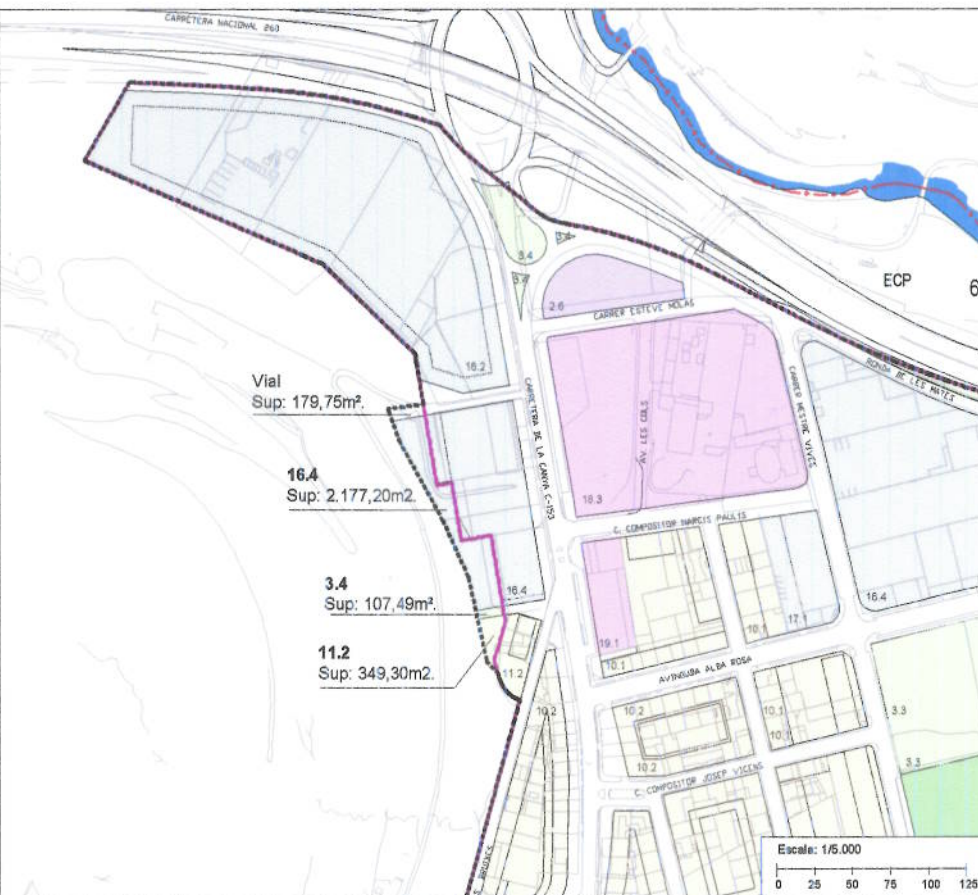 CARRETERA NACIONAL 260
3.4
3.4
3.4
ECP
6
2.6
CARRER ESTEVE MOLAS
RONDA DE LES MATES
16.2
Vial
Sup: 179,75m².
CARRETERA DE LA CANYA C-153
AV. LES COLS
CARRER MESTRE VIVES
16.4
Sup: 2.177,20m2.
18.3
C. COMPOSITOR NARCIS PAULIS
3.4
Sup: 107,49m².
16.4
16.4
19.1
10.1
10.1
17.1
11.2
Sup: 349,30m2.
11.2
AVINGUDA ALBA ROSA
10.2
10.2
10.1
10.1
3.3
10.2
3.3
C. COMPOSITOR JOSEP VICENS
Escala: 1/5.000
0 25 50 75 100 125